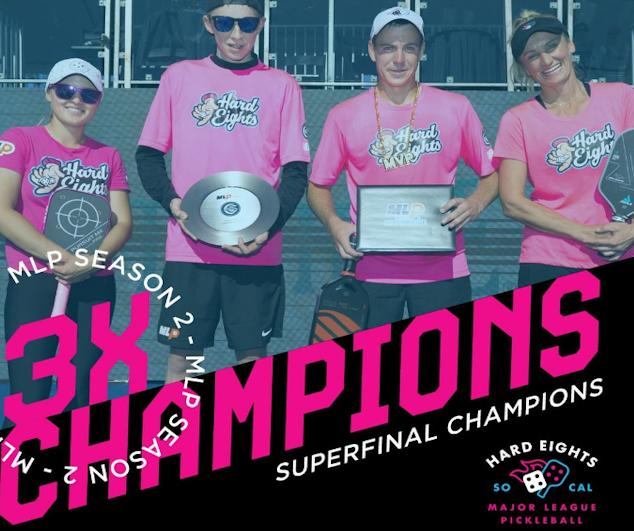 Hard
Eights
MLP
Hard
Eights
MVP
Hard
Eights
Hard
MLP SEASON 2 - MLP SEASON 2 - ML
3X
CHAMPIONS
SUPERFINAL CHAMPIONS
HARD EIGHTS
SO CAL
MAJOR LEAGUE
PICKLEBALL